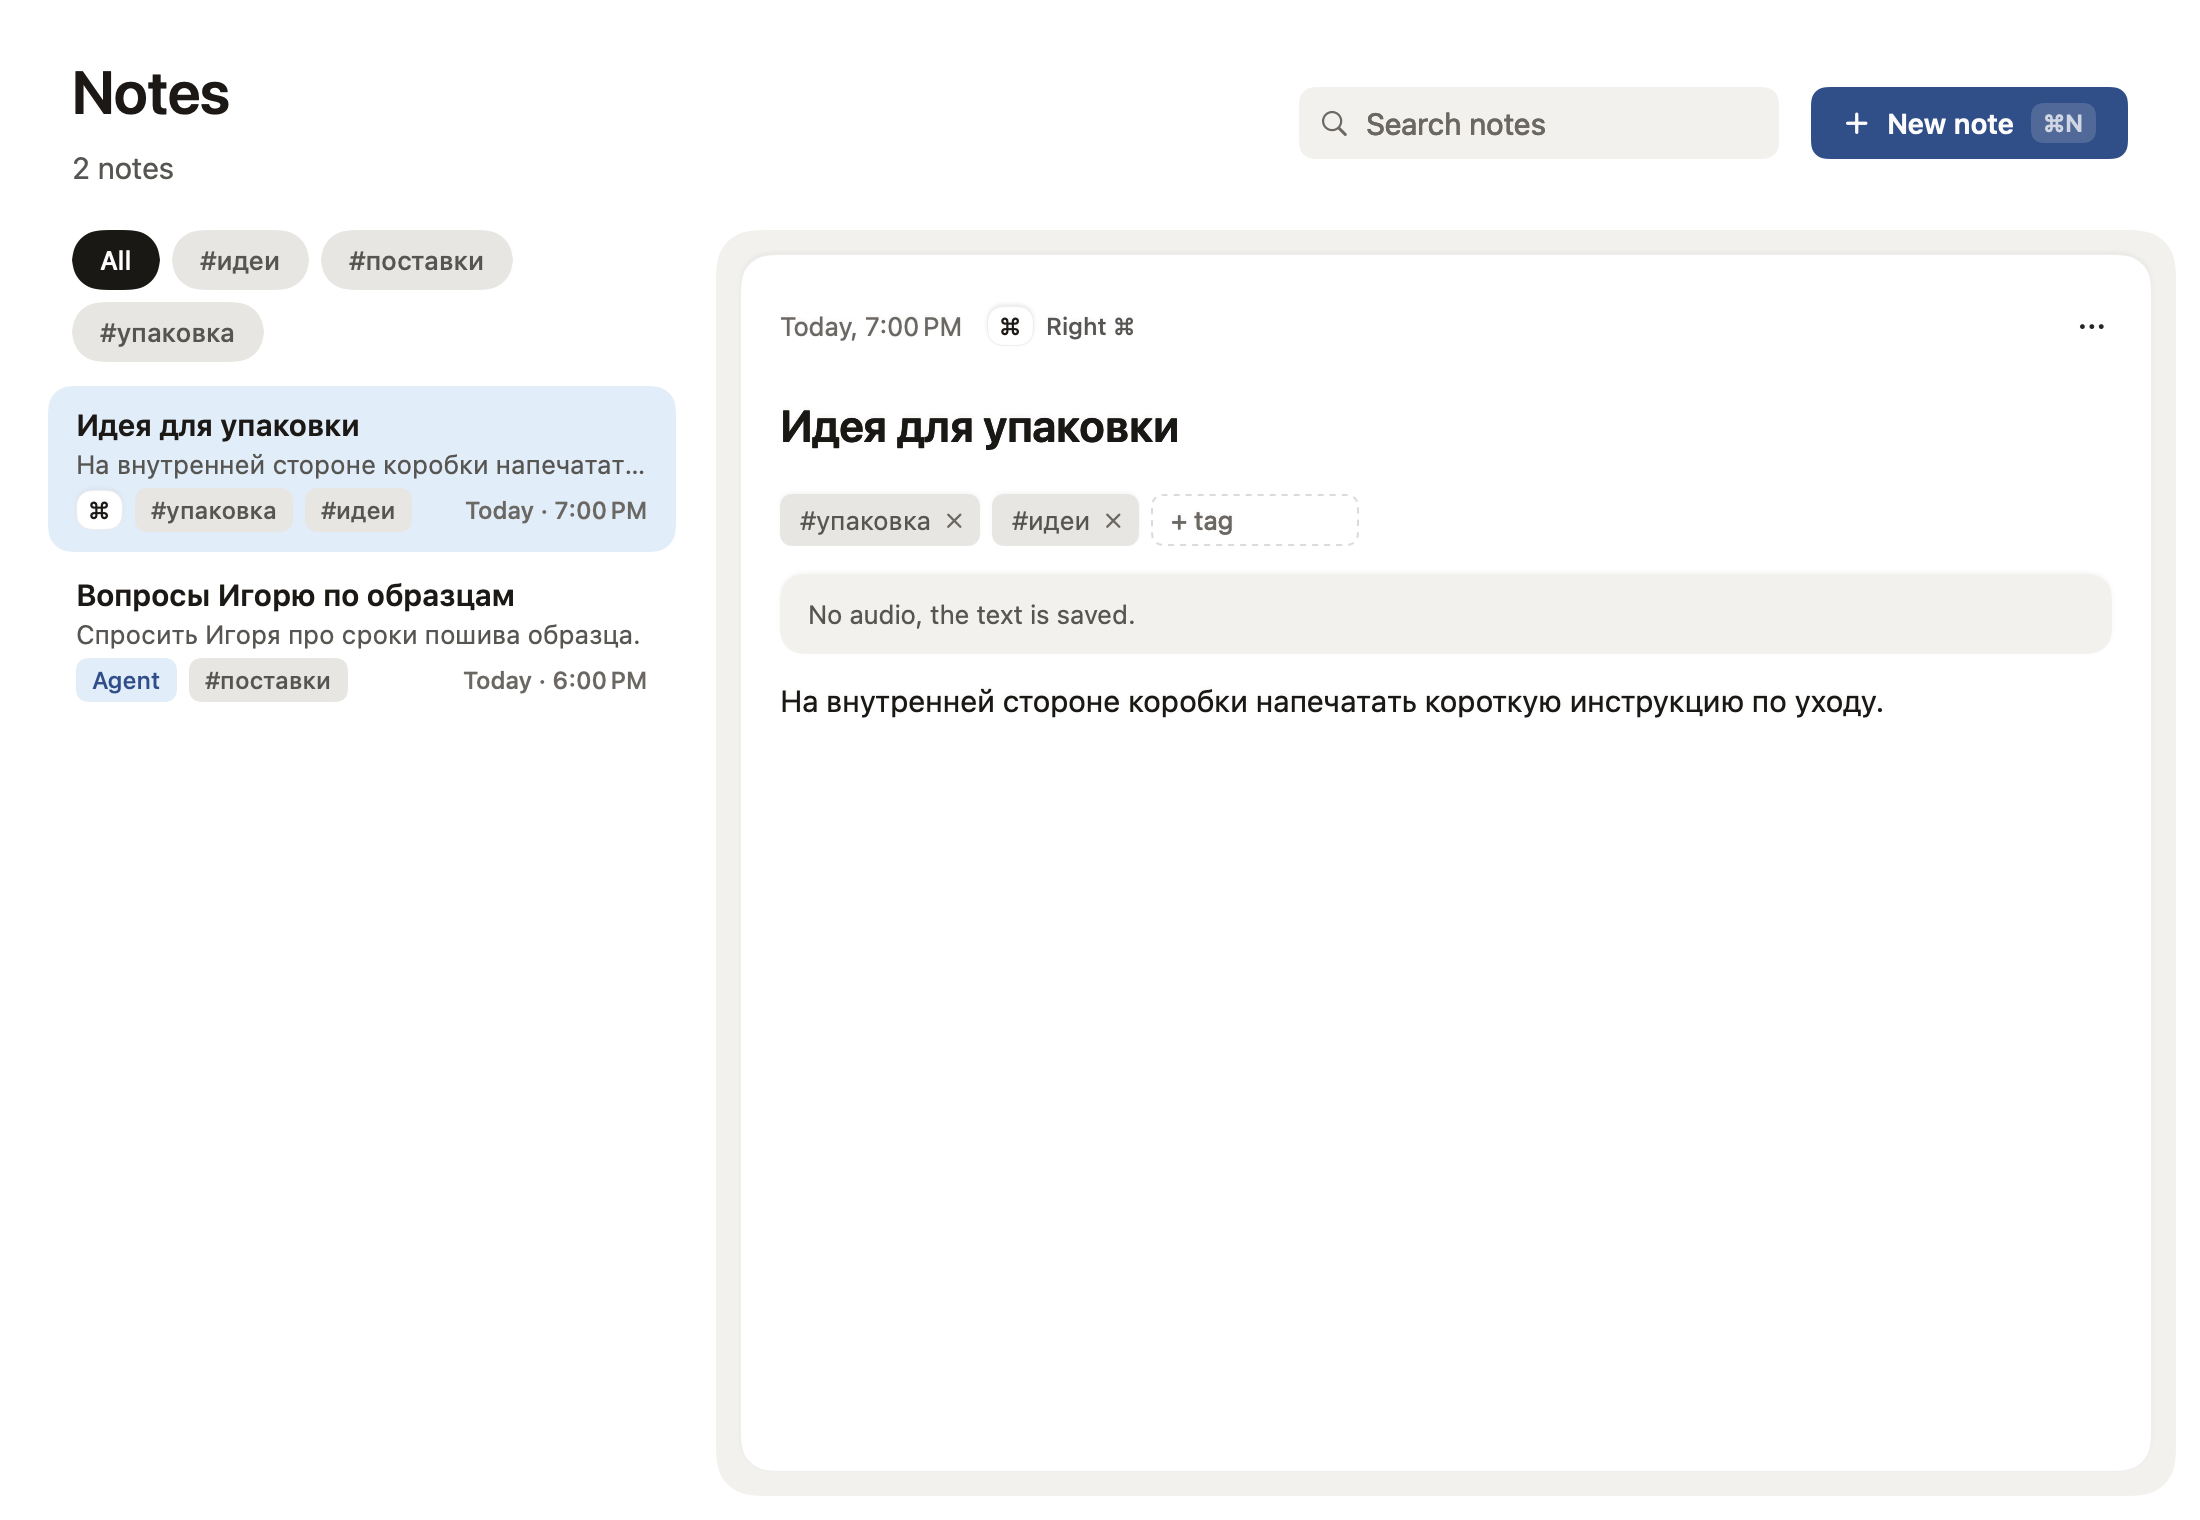 Notes
2 notes
Search notes
+ New note ⌘N
All #идеи #поставки
#упаковка
Идея для упаковки
На внутренней стороне коробки напечатат...
⌘ #упаковка #идеи Today · 7:00 PM
Вопросы Игорю по образцам
Спросить Игоря про сроки пошива образца.
Agent #поставки Today · 6:00 PM
Today, 7:00 PM ⌘ Right ⌘ ...
Идея для упаковки
#упаковка × #идеи × + tag
No audio, the text is saved.
На внутренней стороне коробки напечатать короткую инструкцию по уходу.